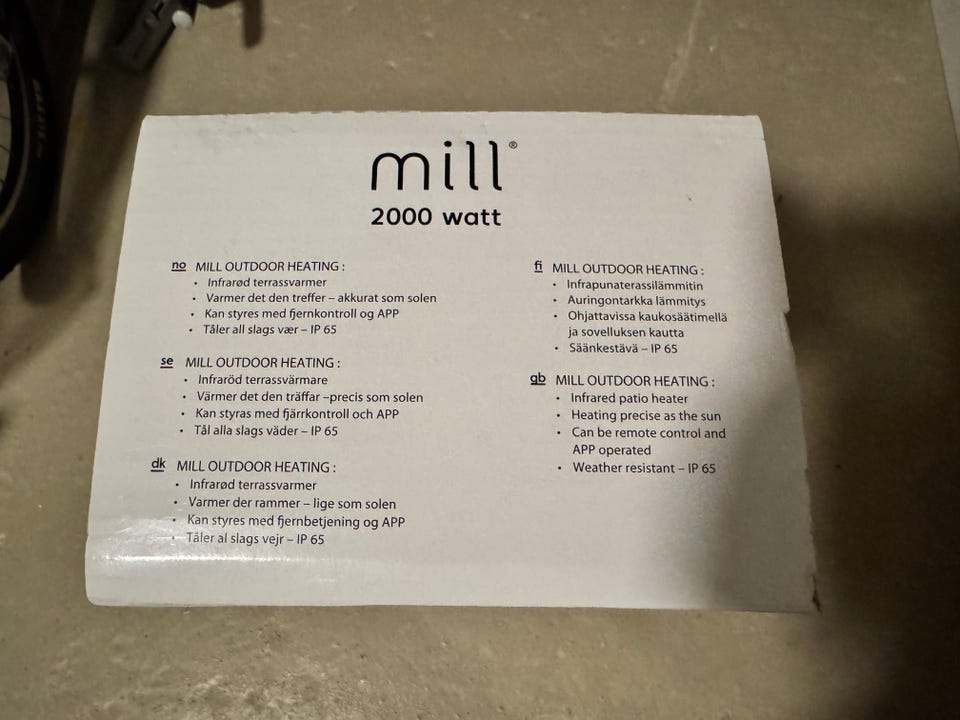 mill®
2000 watt
no MILL OUTDOOR HEATING :
• Infrarød terrassvarmer
• Varmer det den treffer – akkurat som solen
• Kan styres med fjernkontroll og APP
• Tåler all slags vær – IP 65
se MILL OUTDOOR HEATING :
• Infraröd terrassvärmare
• Värmer det den träffar –precis som solen
• Kan styras med fjärrkontroll och APP
• Tål alla slags väder – IP 65
dk MILL OUTDOOR HEATING :
• Infrarød terrassvarmer
• Varmer der rammer – lige som solen
• Kan styres med fjernbetjening og APP
• Tåler al slags vejr – IP 65
fi MILL OUTDOOR HEATING :
• Infrapunaterassilämmitin
• Auringontarkka lämmitys
• Ohjattavissa kaukosäätimellä
ja sovelluksen kautta
• Säänkestävä – IP 65
gb MILL OUTDOOR HEATING :
• Infrared patio heater
• Heating precise as the sun
• Can be remote control and
APP operated
• Weather resistant – IP 65